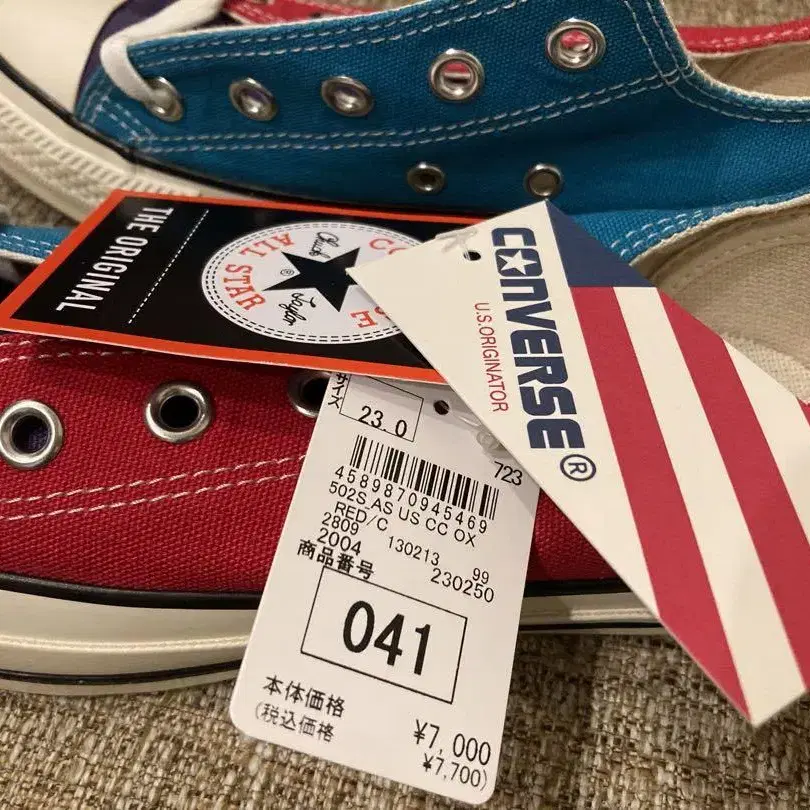 THE ORIGINAL
ALL STAR
Chuck
Taylor
®
CONVERSE®
U.S.ORIGINATOR
サイズ
23.0
723
4589870945469
502S AS US CC OX
RED/C
2809 130213 99
2004 230250
商品番号
041
本体価格 ¥7,000
(税込価格 ¥7,700)